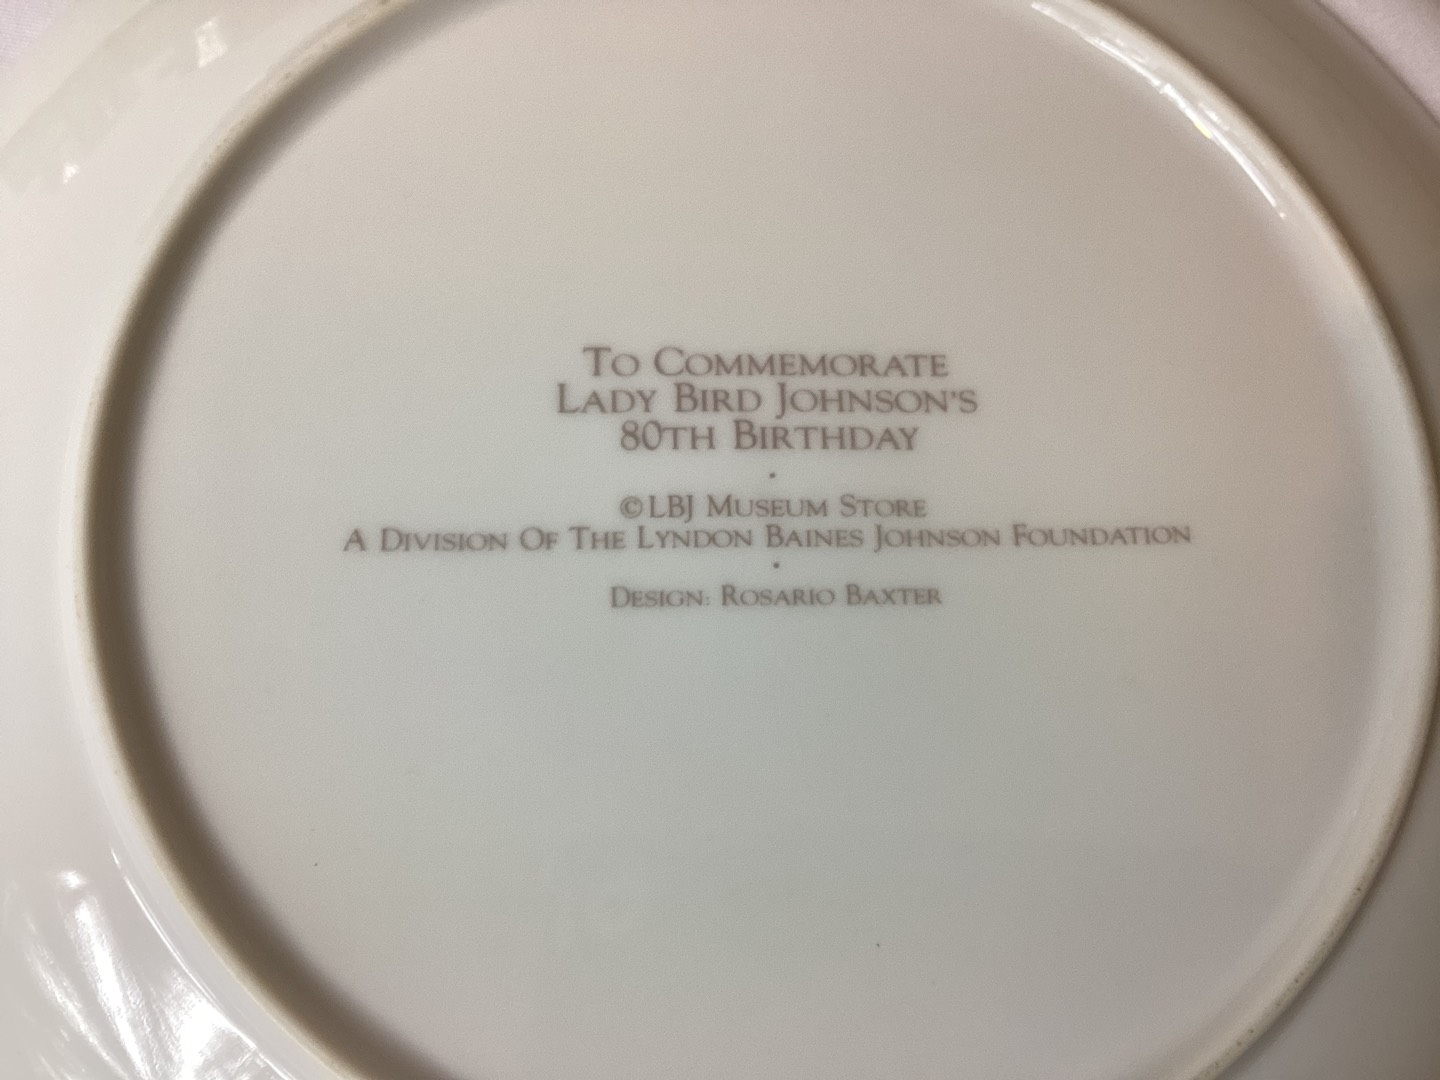 To Commemorate
Lady Bird Johnson's
80th Birthday
©LBJ Museum Store
A Division Of The Lyndon Baines Johnson Foundation
Design: Rosario Baxter